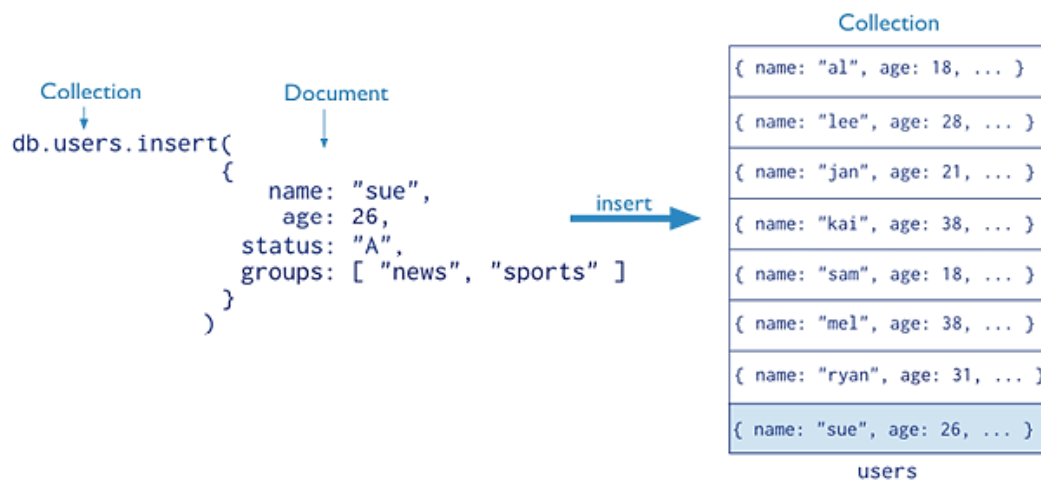 Collection
Document
db.users.insert(
{
name: "sue",
age: 26,
status: "A",
groups: [ "news", "sports" ]
}
)
insert
Collection
{ name: "al", age: 18, ... }
{ name: "lee", age: 28, ... }
{ name: "jan", age: 21, ... }
{ name: "kai", age: 38, ... }
{ name: "sam", age: 18, ... }
{ name: "mel", age: 38, ... }
{ name: "ryan", age: 31, ... }
{ name: "sue", age: 26, ... }
users